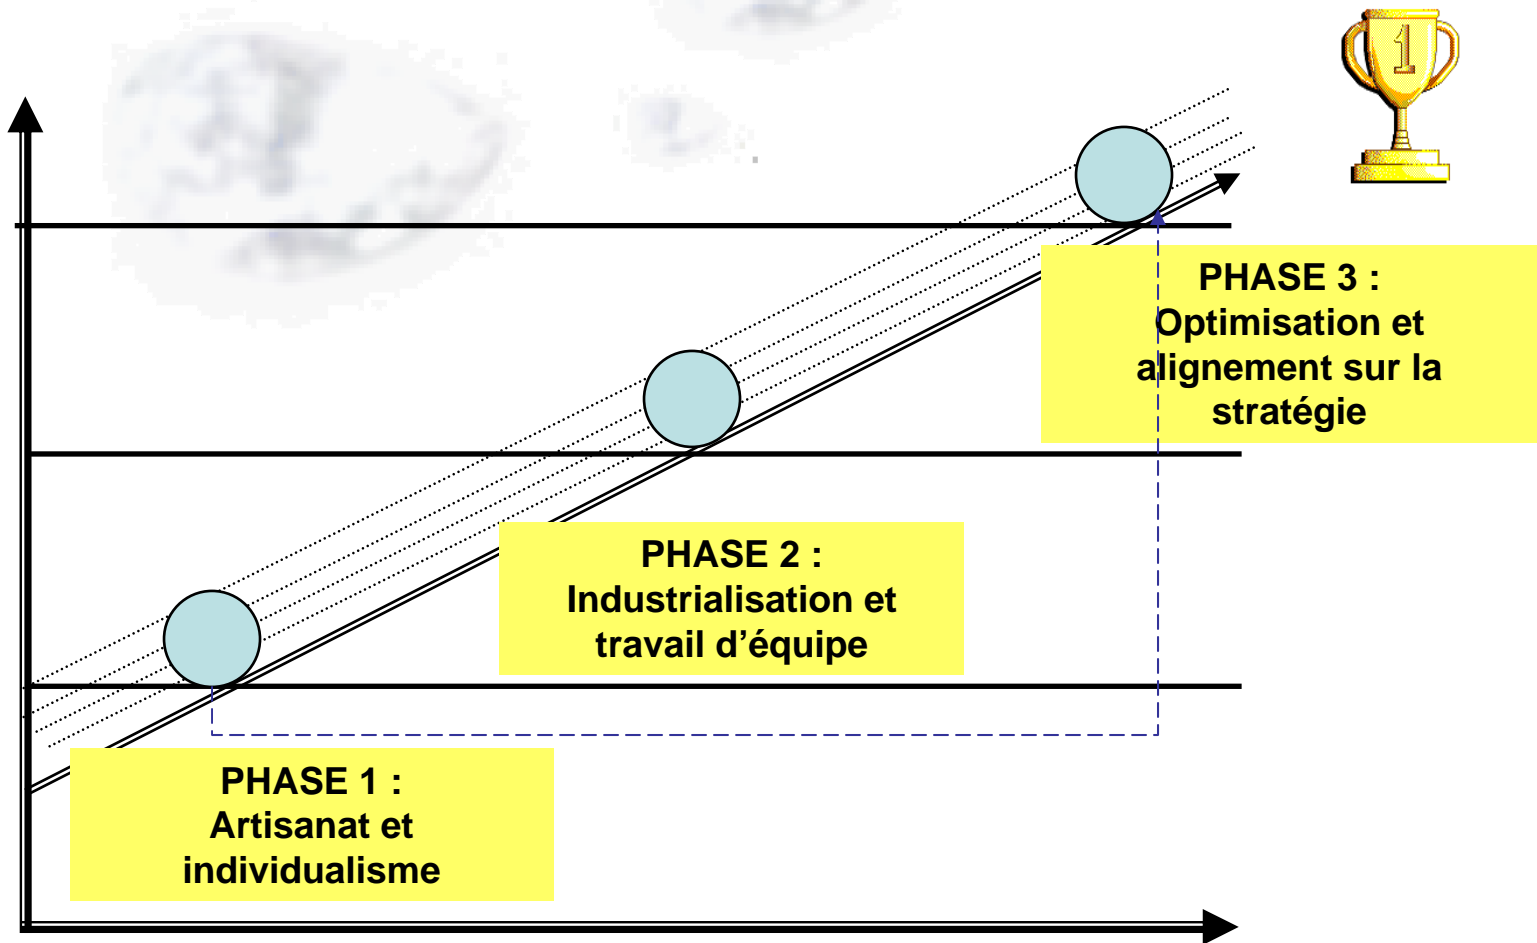 1
PHASE 3 :
Optimisation et
alignement sur la
stratégie
PHASE 2 :
Industrialisation et
travail d’équipe
PHASE 1 :
Artisanat et
individualisme